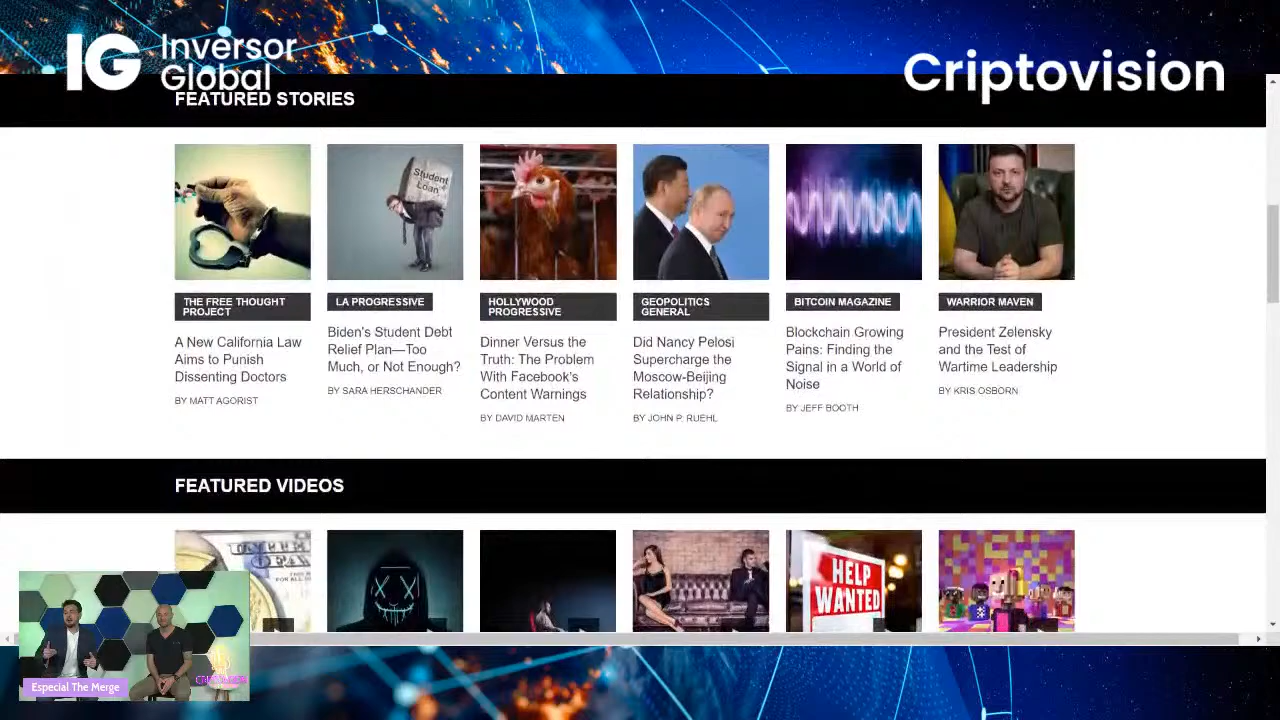 IG Inversor
Global
Criptovision
FEATURED STORIES
Student
Loan
THE FREE THOUGHT
PROJECT
A New California Law
Aims to Punish
Dissenting Doctors
BY MATT AGORIST
LA PROGRESSIVE
Biden's Student Debt
Relief Plan—Too
Much, or Not Enough?
BY SARA HERSCHANDER
HOLLYWOOD
PROGRESSIVE
Dinner Versus the
Truth: The Problem
With Facebook's
Content Warnings
BY DAVID MARTEN
GEOPOLITICS
GENERAL
Did Nancy Pelosi
Supercharge the
Moscow-Beijing
Relationship?
BY JOHN P. RUEHL
BITCOIN MAGAZINE
Blockchain Growing
Pains: Finding the
Signal in a World of
Noise
BY JEFF BOOTH
WARRIOR MAVEN
President Zelensky
and the Test of
Wartime Leadership
BY KRIS OSBORN
FEATURED VIDEOS
HELP
WANTED
Especial The Merge